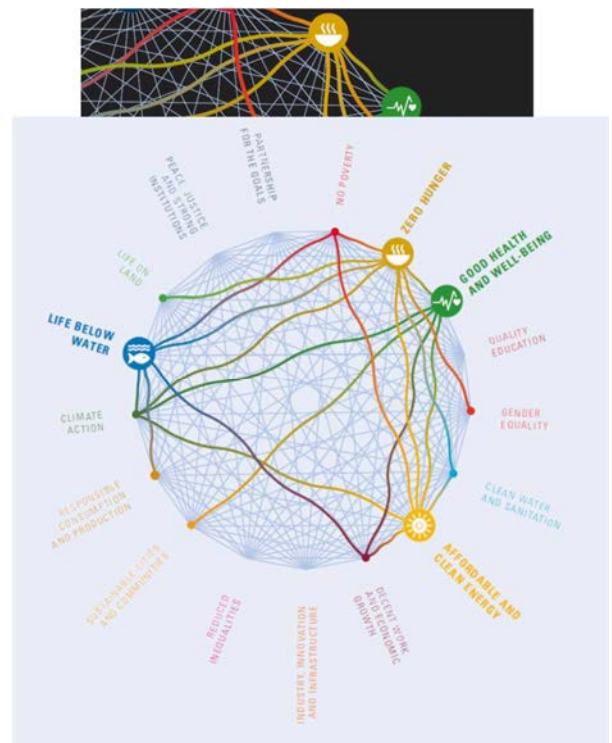 PARTNERSHIP
FOR THE GOALS
NO POVERTY
ZERO HUNGER
GOOD HEALTH
AND WELL-BEING
QUALITY
EDUCATION
GENDER
EQUALITY
CLEAN WATER
AND SANITATION
AFFORDABLE AND
CLEAN ENERGY
DECENT WORK
AND ECONOMIC
GROWTH
INDUSTRY, INNOVATION
AND INFRASTRUCTURE
REDUCED
INEQUALITIES
SUSTAINABLE CITIES
AND COMMUNITIES
RESPONSIBLE
CONSUMPTION
AND PRODUCTION
CLIMATE
ACTION
LIFE BELOW
WATER
LIFE ON
LAND
PEACE JUSTICE
AND STRONG
INSTITUTIONS